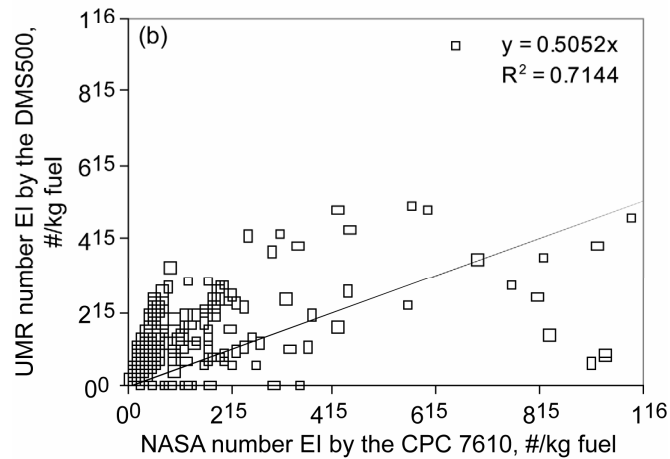 1¹⁶
(b)
y = 0.5052x
R² = 0.7144
8¹⁵
6¹⁵
4¹⁵
2¹⁵
0⁰
UMR number EI by the DMS500,
#/kg fuel
0⁰ 2¹⁵ 4¹⁵ 6¹⁵ 8¹⁵ 1¹⁶
NASA number EI by the CPC 7610, #/kg fuel